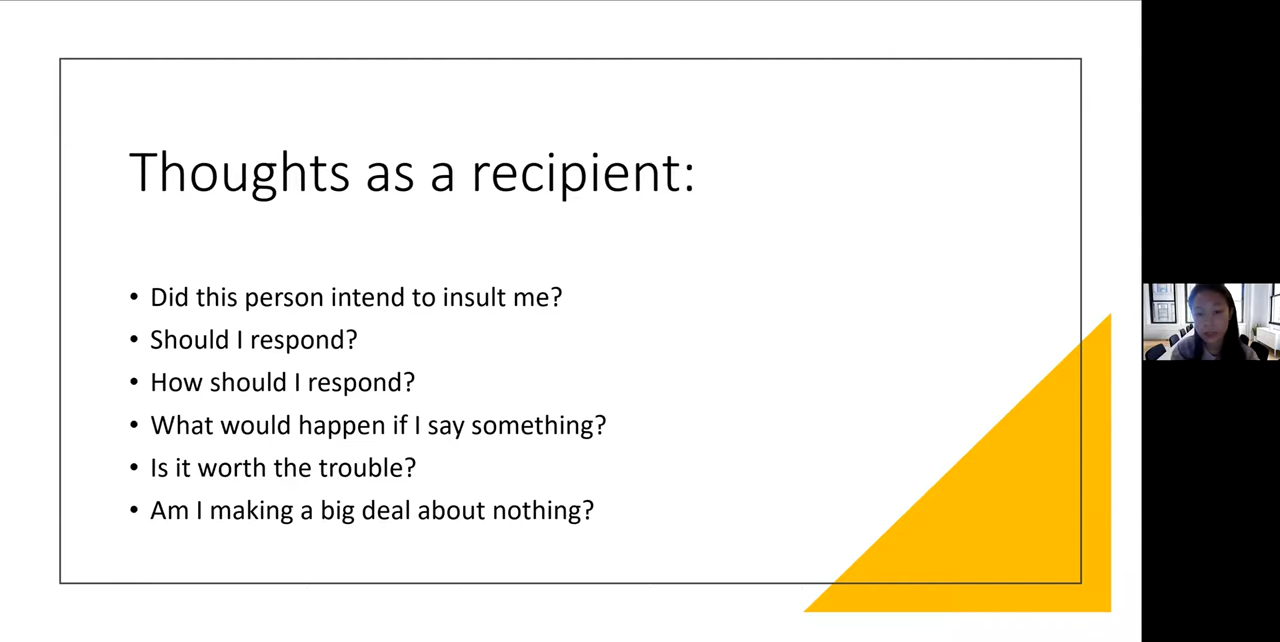 Thoughts as a recipient:
• Did this person intend to insult me?
• Should I respond?
• How should I respond?
• What would happen if I say something?
• Is it worth the trouble?
• Am I making a big deal about nothing?